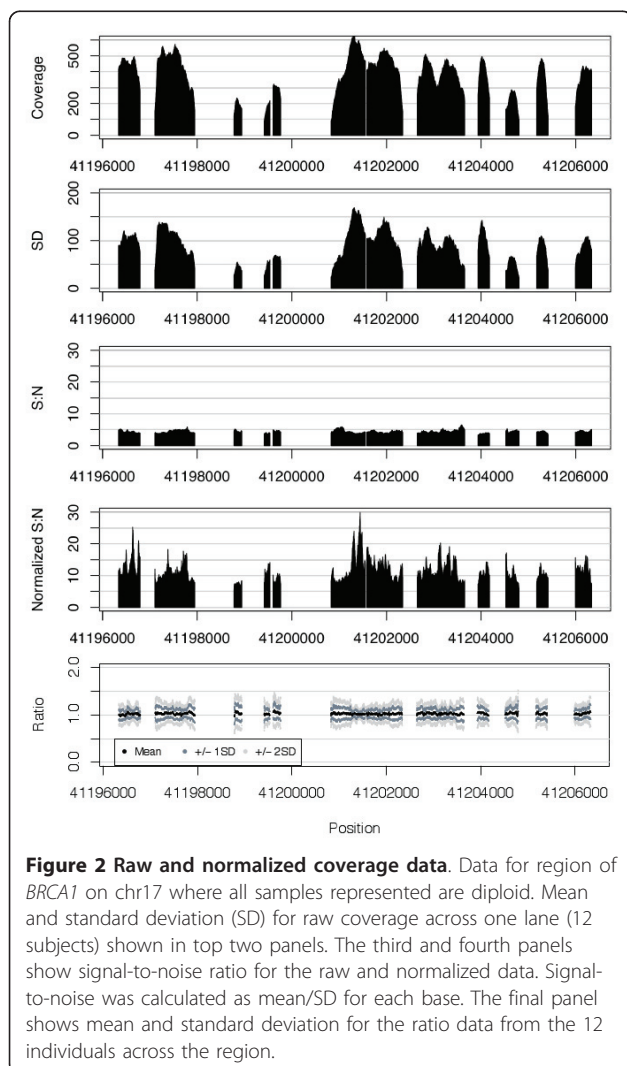 Coverage
500
200
0
41196000 41198000 41200000 41202000 41204000 41206000
SD
200
100
0
41196000 41198000 41200000 41202000 41204000 41206000
S:N
30
20
10
0
41196000 41198000 41200000 41202000 41204000 41206000
Normalized S:N
30
20
10
0
41196000 41198000 41200000 41202000 41204000 41206000
Ratio
2.0
1.0
0.0
Mean +/- 1SD +/- 2SD
41196000 41198000 41200000 41202000 41204000 41206000
Position
Figure 2 Raw and normalized coverage data. Data for region of
BRCA1 on chr17 where all samples represented are diploid. Mean
and standard deviation (SD) for raw coverage across one lane (12
subjects) shown in top two panels. The third and fourth panels
show signal-to-noise ratio for the raw and normalized data. Signal-
to-noise was calculated as mean/SD for each base. The final panel
shows mean and standard deviation for the ratio data from the 12
individuals across the region.